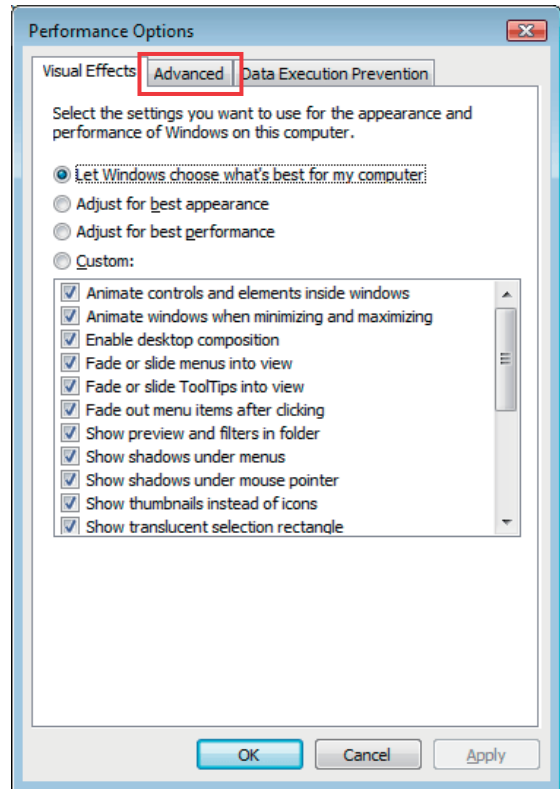 Performance Options
Visual Effects Advanced Data Execution Prevention
Select the settings you want to use for the appearance and
performance of Windows on this computer.
Let Windows choose what's best for my computer
Adjust for best appearance
Adjust for best performance
Custom:
Animate controls and elements inside windows
Animate windows when minimizing and maximizing
Enable desktop composition
Fade or slide menus into view
Fade or slide ToolTips into view
Fade out menu items after clicking
Show preview and filters in folder
Show shadows under menus
Show shadows under mouse pointer
Show thumbnails instead of icons
Show translucent selection rectangle
OK Cancel Apply